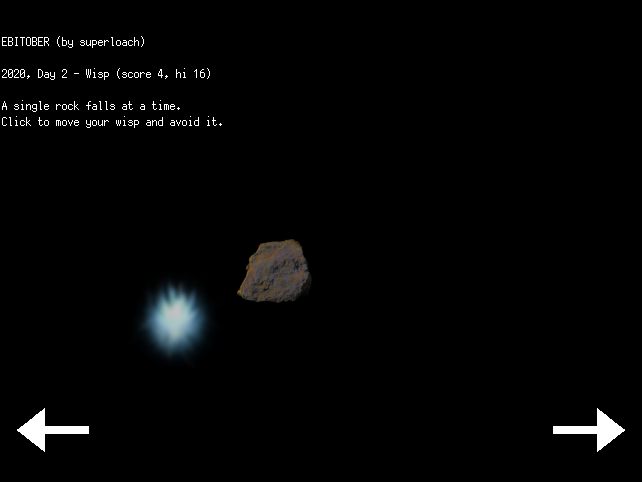 EBITOBER (by superloach)
2020, Day 2 - Wisp (score 4, hi 16)
A single rock falls at a time.
Click to move your wisp and avoid it.